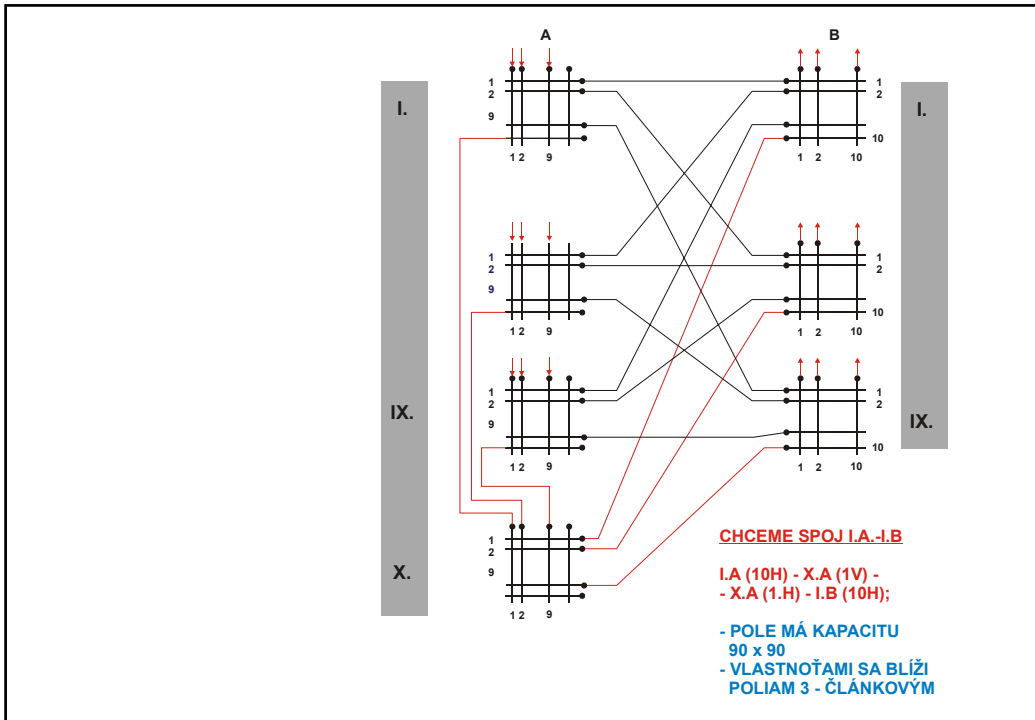 A B
1 1
2 2
I. I.
9
10
1 2 9 1 2 10
1 1
2 2
9
10
1 2 9 1 2 10
1 1
2 2
IX. IX.
9
10
1 2 9 1 2 10
1
2
X.
9
1 2 9
CHCEME SPOJ I.A.-I.B
I.A (10H) - X.A (1V) -
- X.A (1.H) - I.B (10H);
- POLE MÁ KAPACITU
90 x 90
- VLASTNOŤAMI SA BLÍŽI
POLIAM 3 - ČLÁNKOVÝM